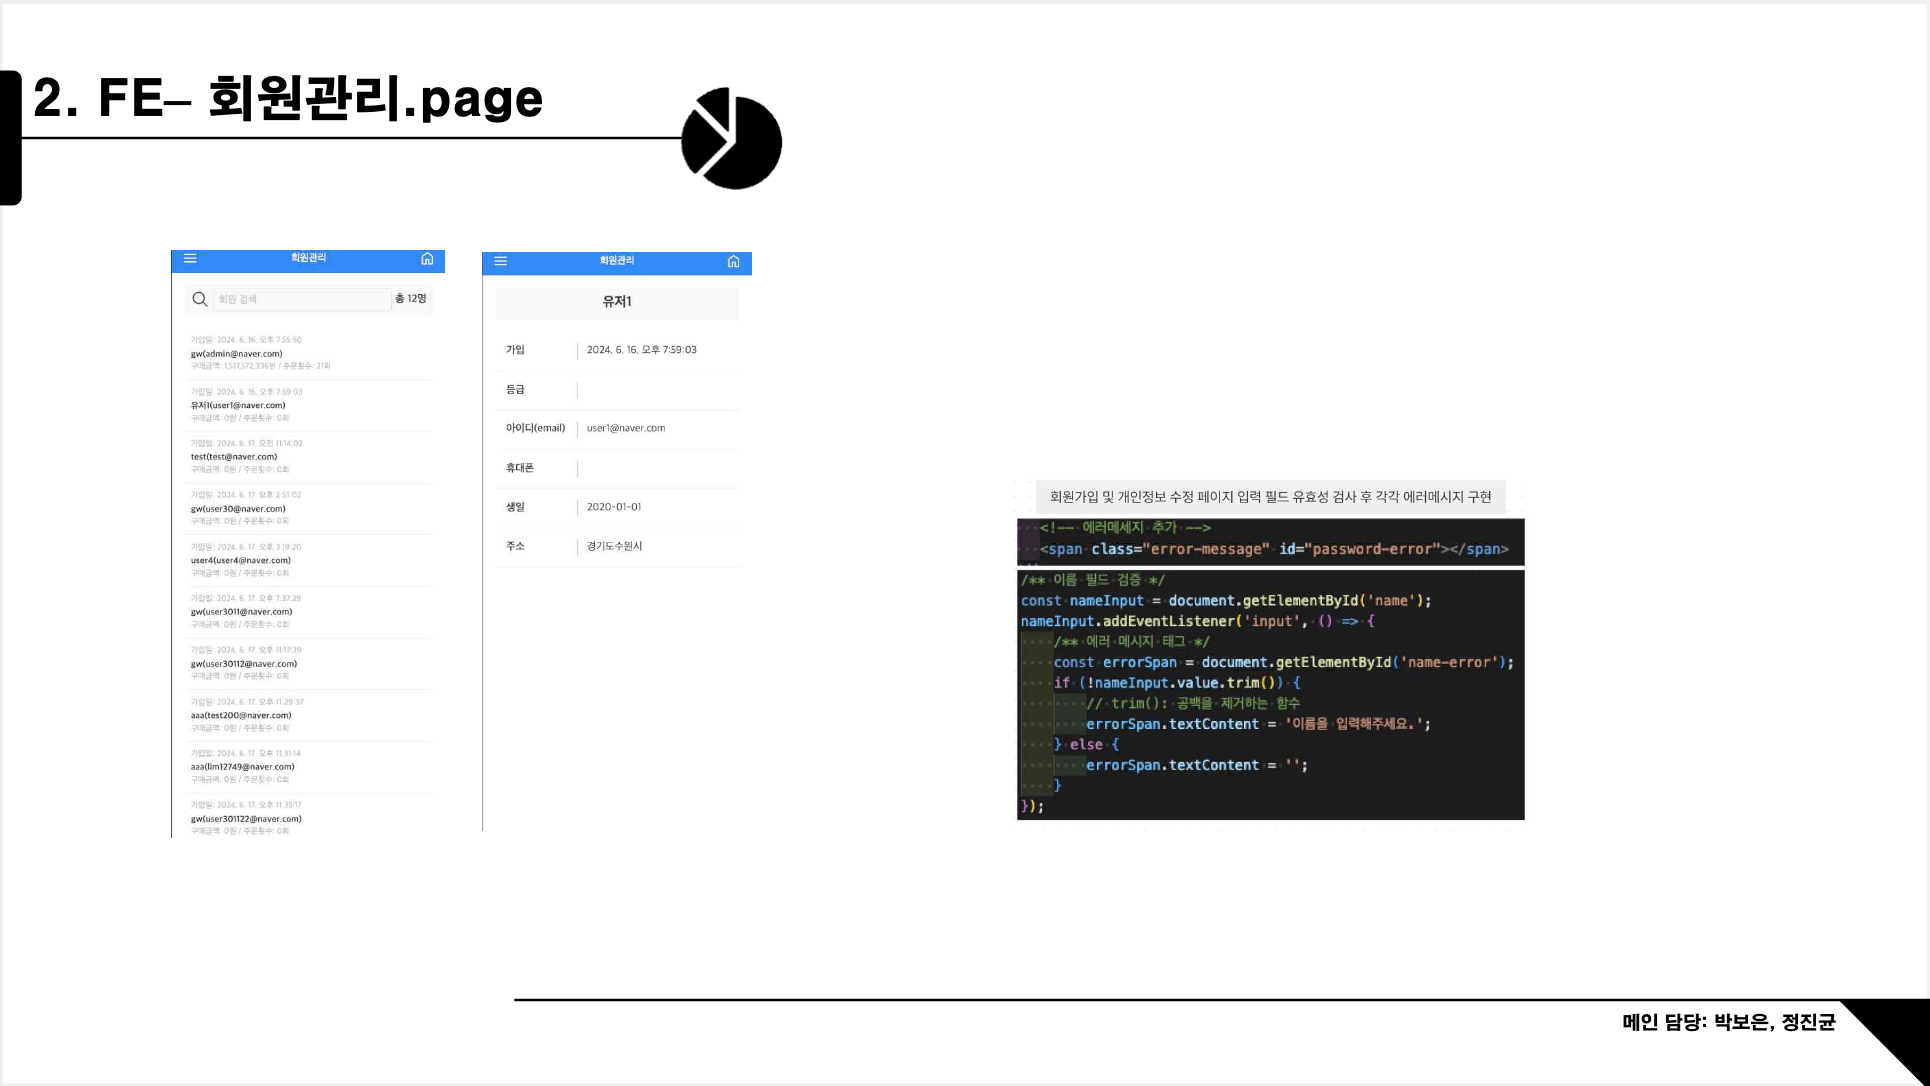 2. FE– 회원관리.page
회원관리
회원 검색
총 12명
가입일: 2024. 6. 16. 오후 7:55:50
gw(admin@naver.com)
구매금액: 1,517,572,336원 / 주문횟수: 21회
가입일: 2024. 6. 16. 오후 7:59:03
유저1(user1@naver.com)
구매금액: 0원 / 주문횟수: 0회
가입일: 2024. 6. 17. 오전 11:14:02
test(test@naver.com)
구매금액: 0원 / 주문횟수: 0회
가입일: 2024. 6. 17. 오후 2:51:02
gw(user30@naver.com)
구매금액: 0원 / 주문횟수: 0회
가입일: 2024. 6. 17. 오후 3:19:20
user4(user4@naver.com)
구매금액: 0원 / 주문횟수: 0회
가입일: 2024. 6. 17. 오후 7:37:29
gw(user3011@naver.com)
구매금액: 0원 / 주문횟수: 0회
가입일: 2024. 6. 17. 오후 11:17:39
gw(user30112@naver.com)
구매금액: 0원 / 주문횟수: 0회
가입일: 2024. 6. 17. 오후 11:29:37
aaa(test200@naver.com)
구매금액: 0원 / 주문횟수: 0회
가입일: 2024. 6. 17. 오후 11:31:14
aaa(lim12749@naver.com)
구매금액: 0원 / 주문횟수: 0회
가입일: 2024. 6. 17. 오후 11:35:17
gw(user301122@naver.com)
구매금액: 0원 / 주문횟수: 0회
회원관리
유저1
가입 2024. 6. 16. 오후 7:59:03
등급
아이디(email) user1@naver.com
휴대폰
생일 2020-01-01
주소 경기도수원시
회원가입 및 개인정보 수정 페이지 입력 필드 유효성 검사 후 각각 에러메시지 구현
<!-- 에러메세지 추가 -->
<span class="error-message" id="password-error"></span>
/** 이름 필드 검증 */
const nameInput = document.getElementById('name');
nameInput.addEventListener('input', () => {
/** 에러 메시지 태그 */
const errorSpan = document.getElementById('name-error');
if (!nameInput.value.trim()) {
// trim(): 공백을 제거하는 함수
errorSpan.textContent = '이름을 입력해주세요.';
} else {
errorSpan.textContent = '';
}
});
메인 담당: 박보은, 정진균